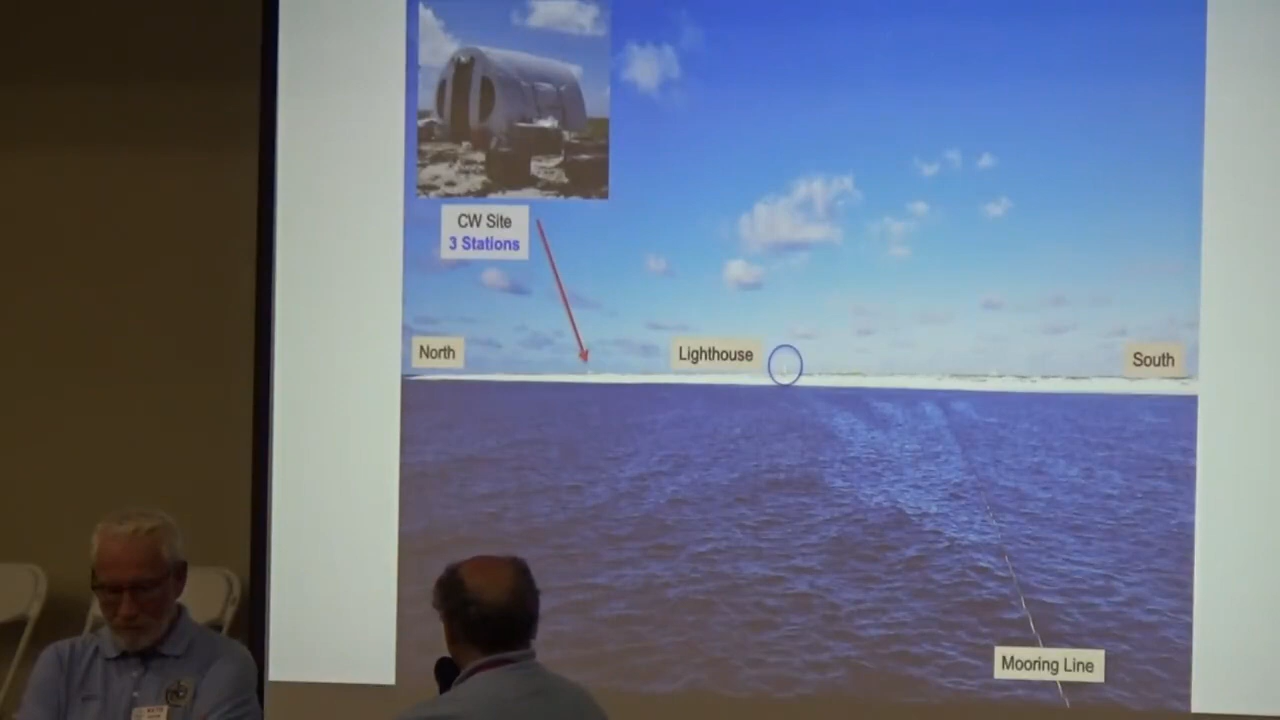 CW Site
3 Stations
North
Lighthouse
South
Mooring Line